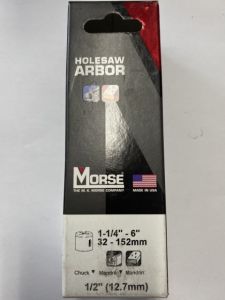 HOLESAW
ARBOR
MORSE
THE M. K. MORSE COMPANY
MADE IN USA
1-1/4" - 6"
32 - 152mm
Chuck ▼ Mandrin ▼ Mandril ▼
1/2" (12.7mm)